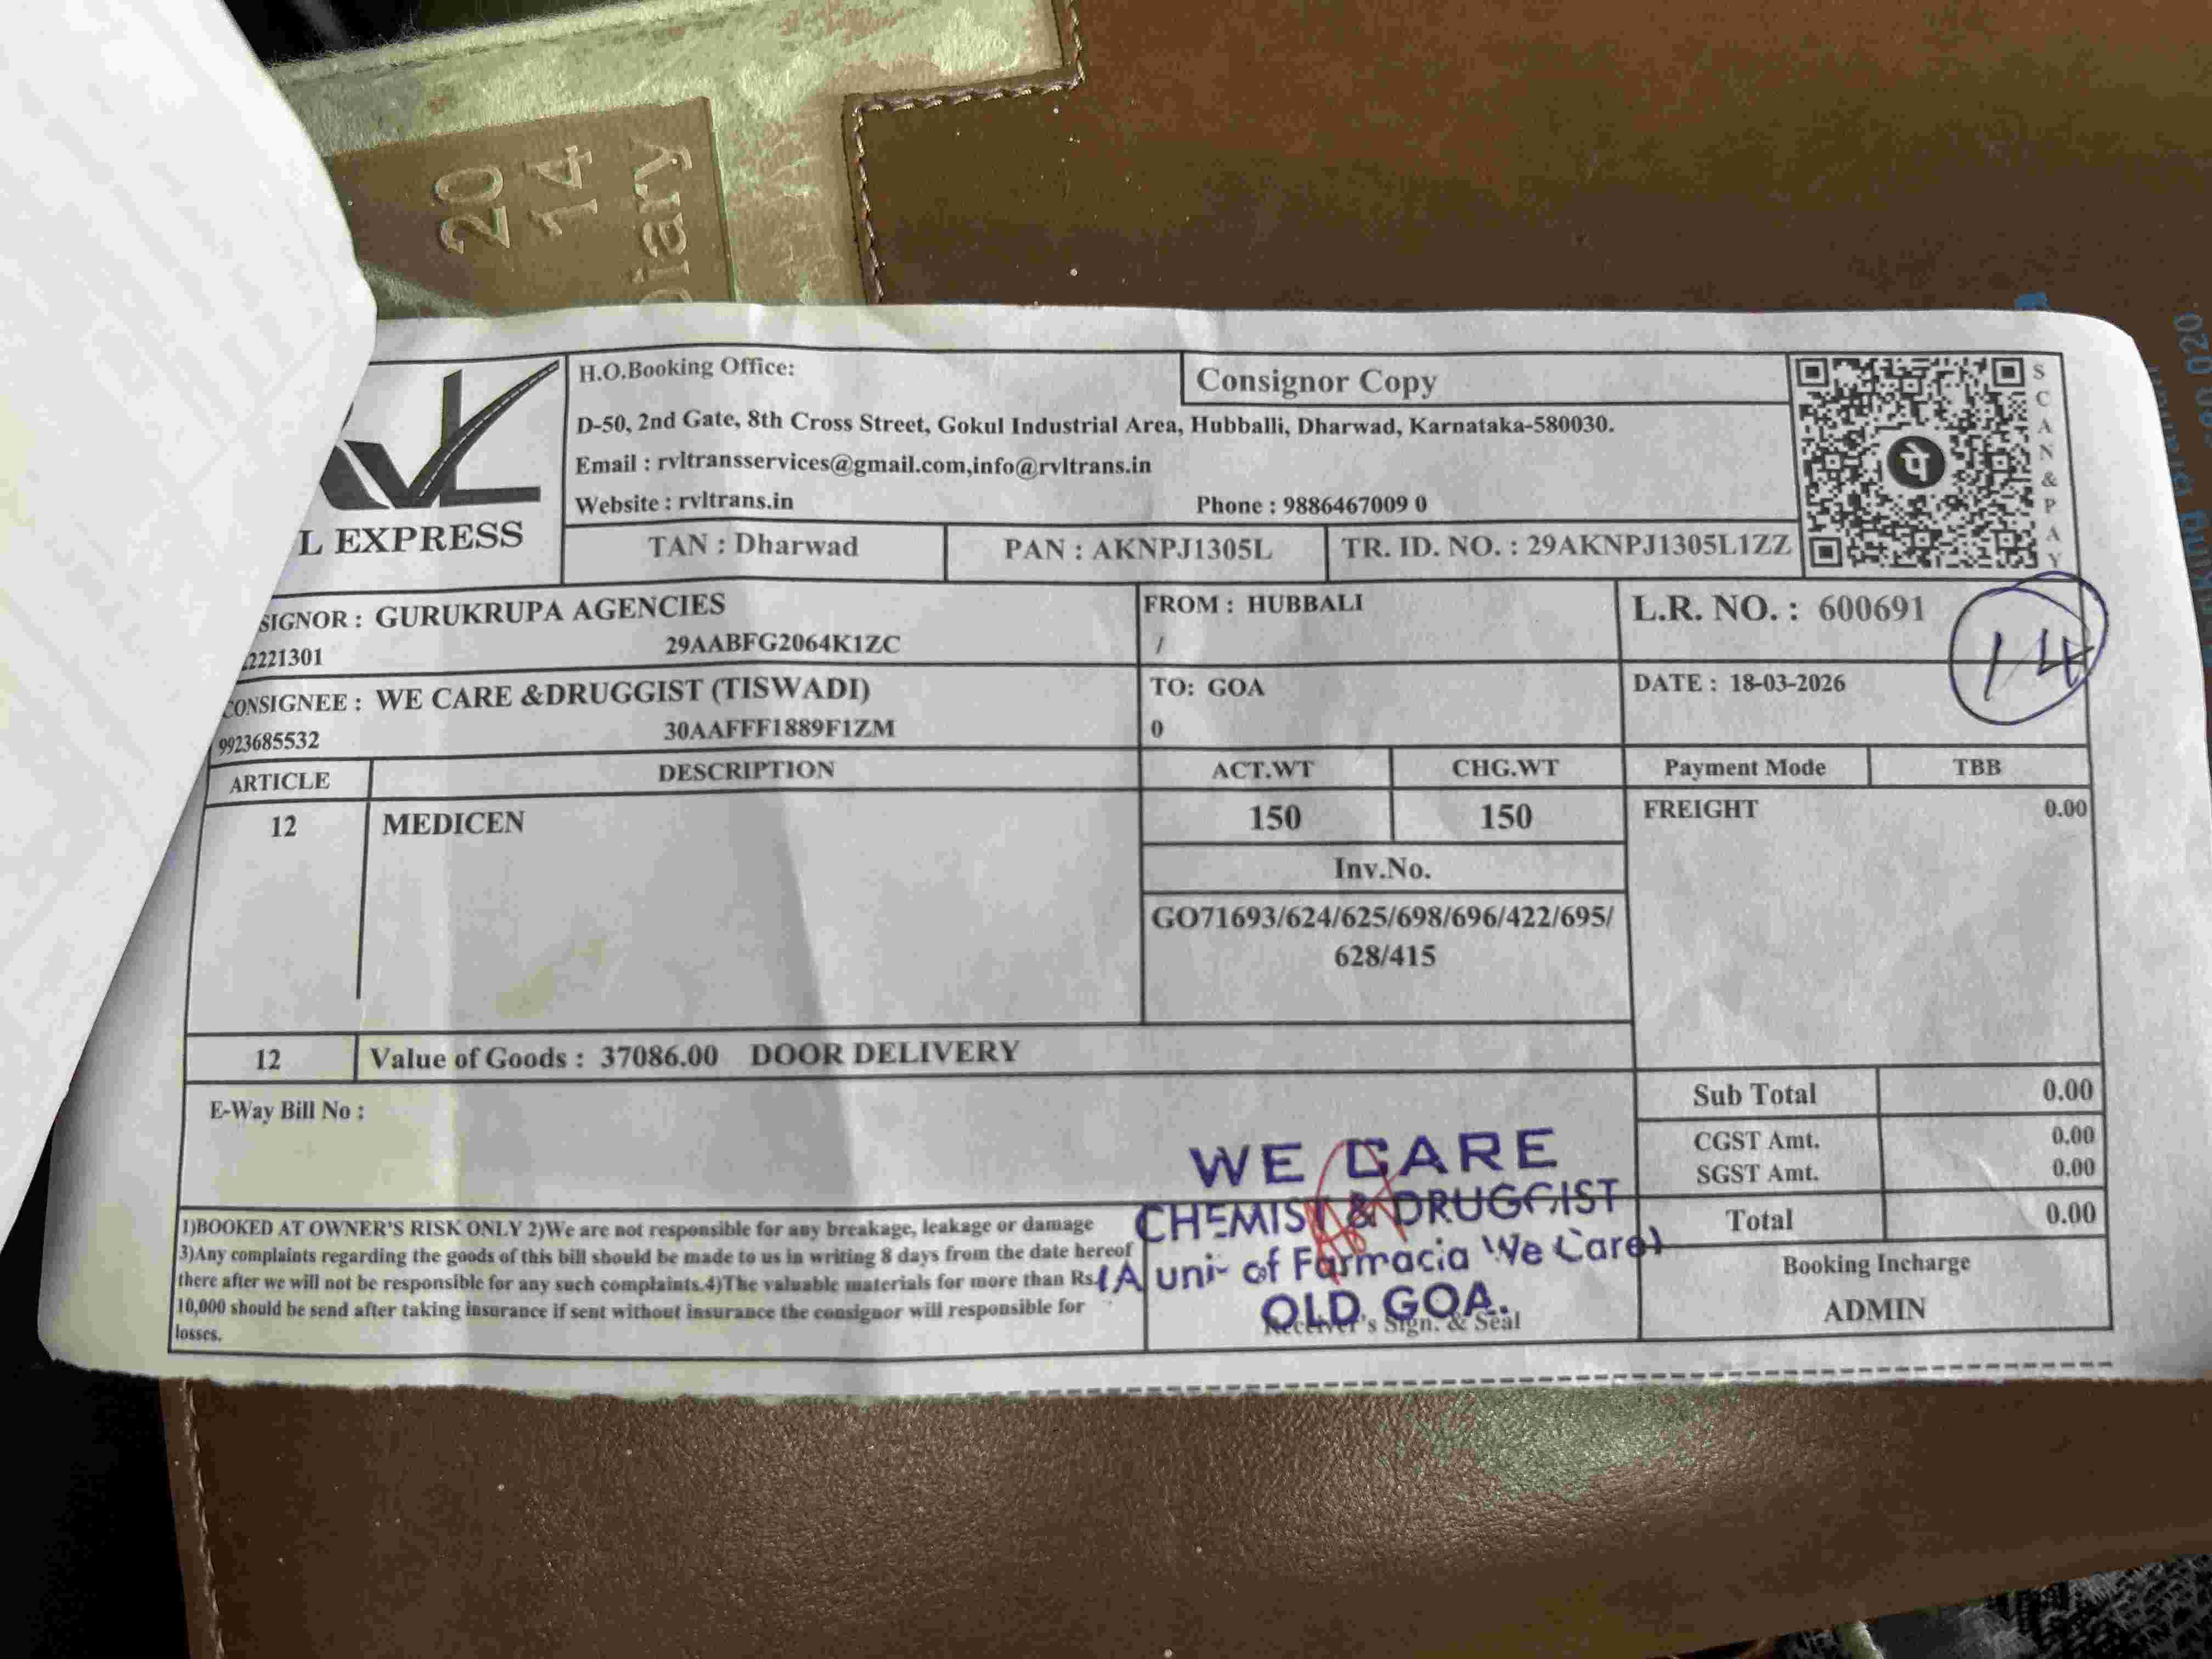 20
14
Diary
H.O.Booking Office:
Consignor Copy
D-50, 2nd Gate, 8th Cross Street, Gokul Industrial Area, Hubballi, Dharwad, Karnataka-580030.
Email : rvltransservices@gmail.com,info@rvltrans.in
Website : rvltrans.in Phone : 9886467009 0
L EXPRESS
TAN : Dharwad PAN : AKNPJ1305L TR. ID. NO. : 29AKNPJ1305L1ZZ
पे
SCAN&PAY
SIGNOR : GURUKRUPA AGENCIES FROM : HUBBALI L.R. NO. : 600691
2221301 29AABFG2064K1ZC /
14
CONSIGNEE : WE CARE &DRUGGIST (TISWADI) TO: GOA DATE : 18-03-2026
9923685532 30AAFFF1889F1ZM 0
ARTICLE DESCRIPTION ACT.WT CHG.WT Payment Mode TBB
12 MEDICEN 150 150 FREIGHT 0.00
Inv.No.
GO71693/624/625/698/696/422/695/
628/415
12 Value of Goods : 37086.00 DOOR DELIVERY
E-Way Bill No :
Sub Total 0.00
CGST Amt. 0.00
SGST Amt. 0.00
Total 0.00
1)BOOKED AT OWNER'S RISK ONLY 2)We are not responsible for any breakage, leakage or damage
3)Any complaints regarding the goods of this bill should be made to us in writing 8 days from the date hereof
there after we will not be responsible for any such complaints.4)The valuable materials for more than Rs.
10,000 should be send after taking insurance if sent without insurance the consignor will responsible for
losses.
WE CARE
CHEMIST & DRUGGIST
(A uni of Farmacia We Care)
OLD GOA.
Receiver's Sign. & Seal
Booking Incharge
ADMIN